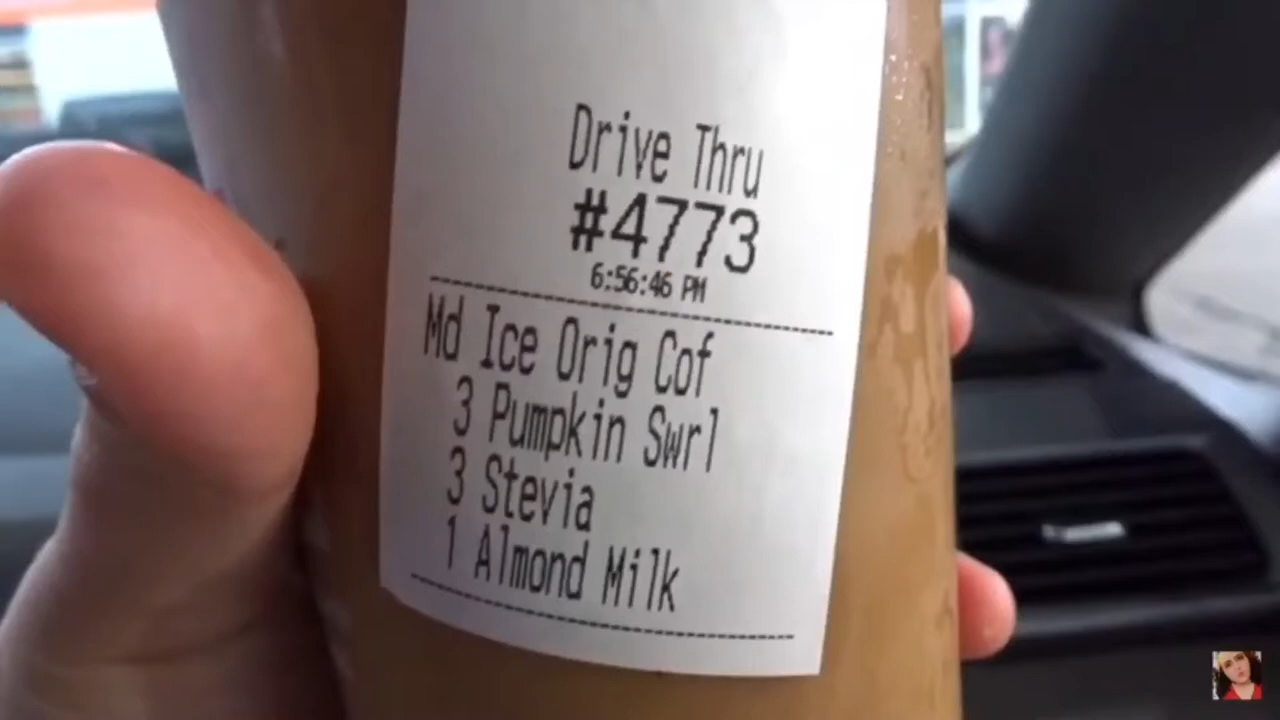 Drive Thru
#4773
6:56:46 PM
Md Ice Orig Cof
3 Pumpkin Swrl
3 Stevia
1 Almond Milk